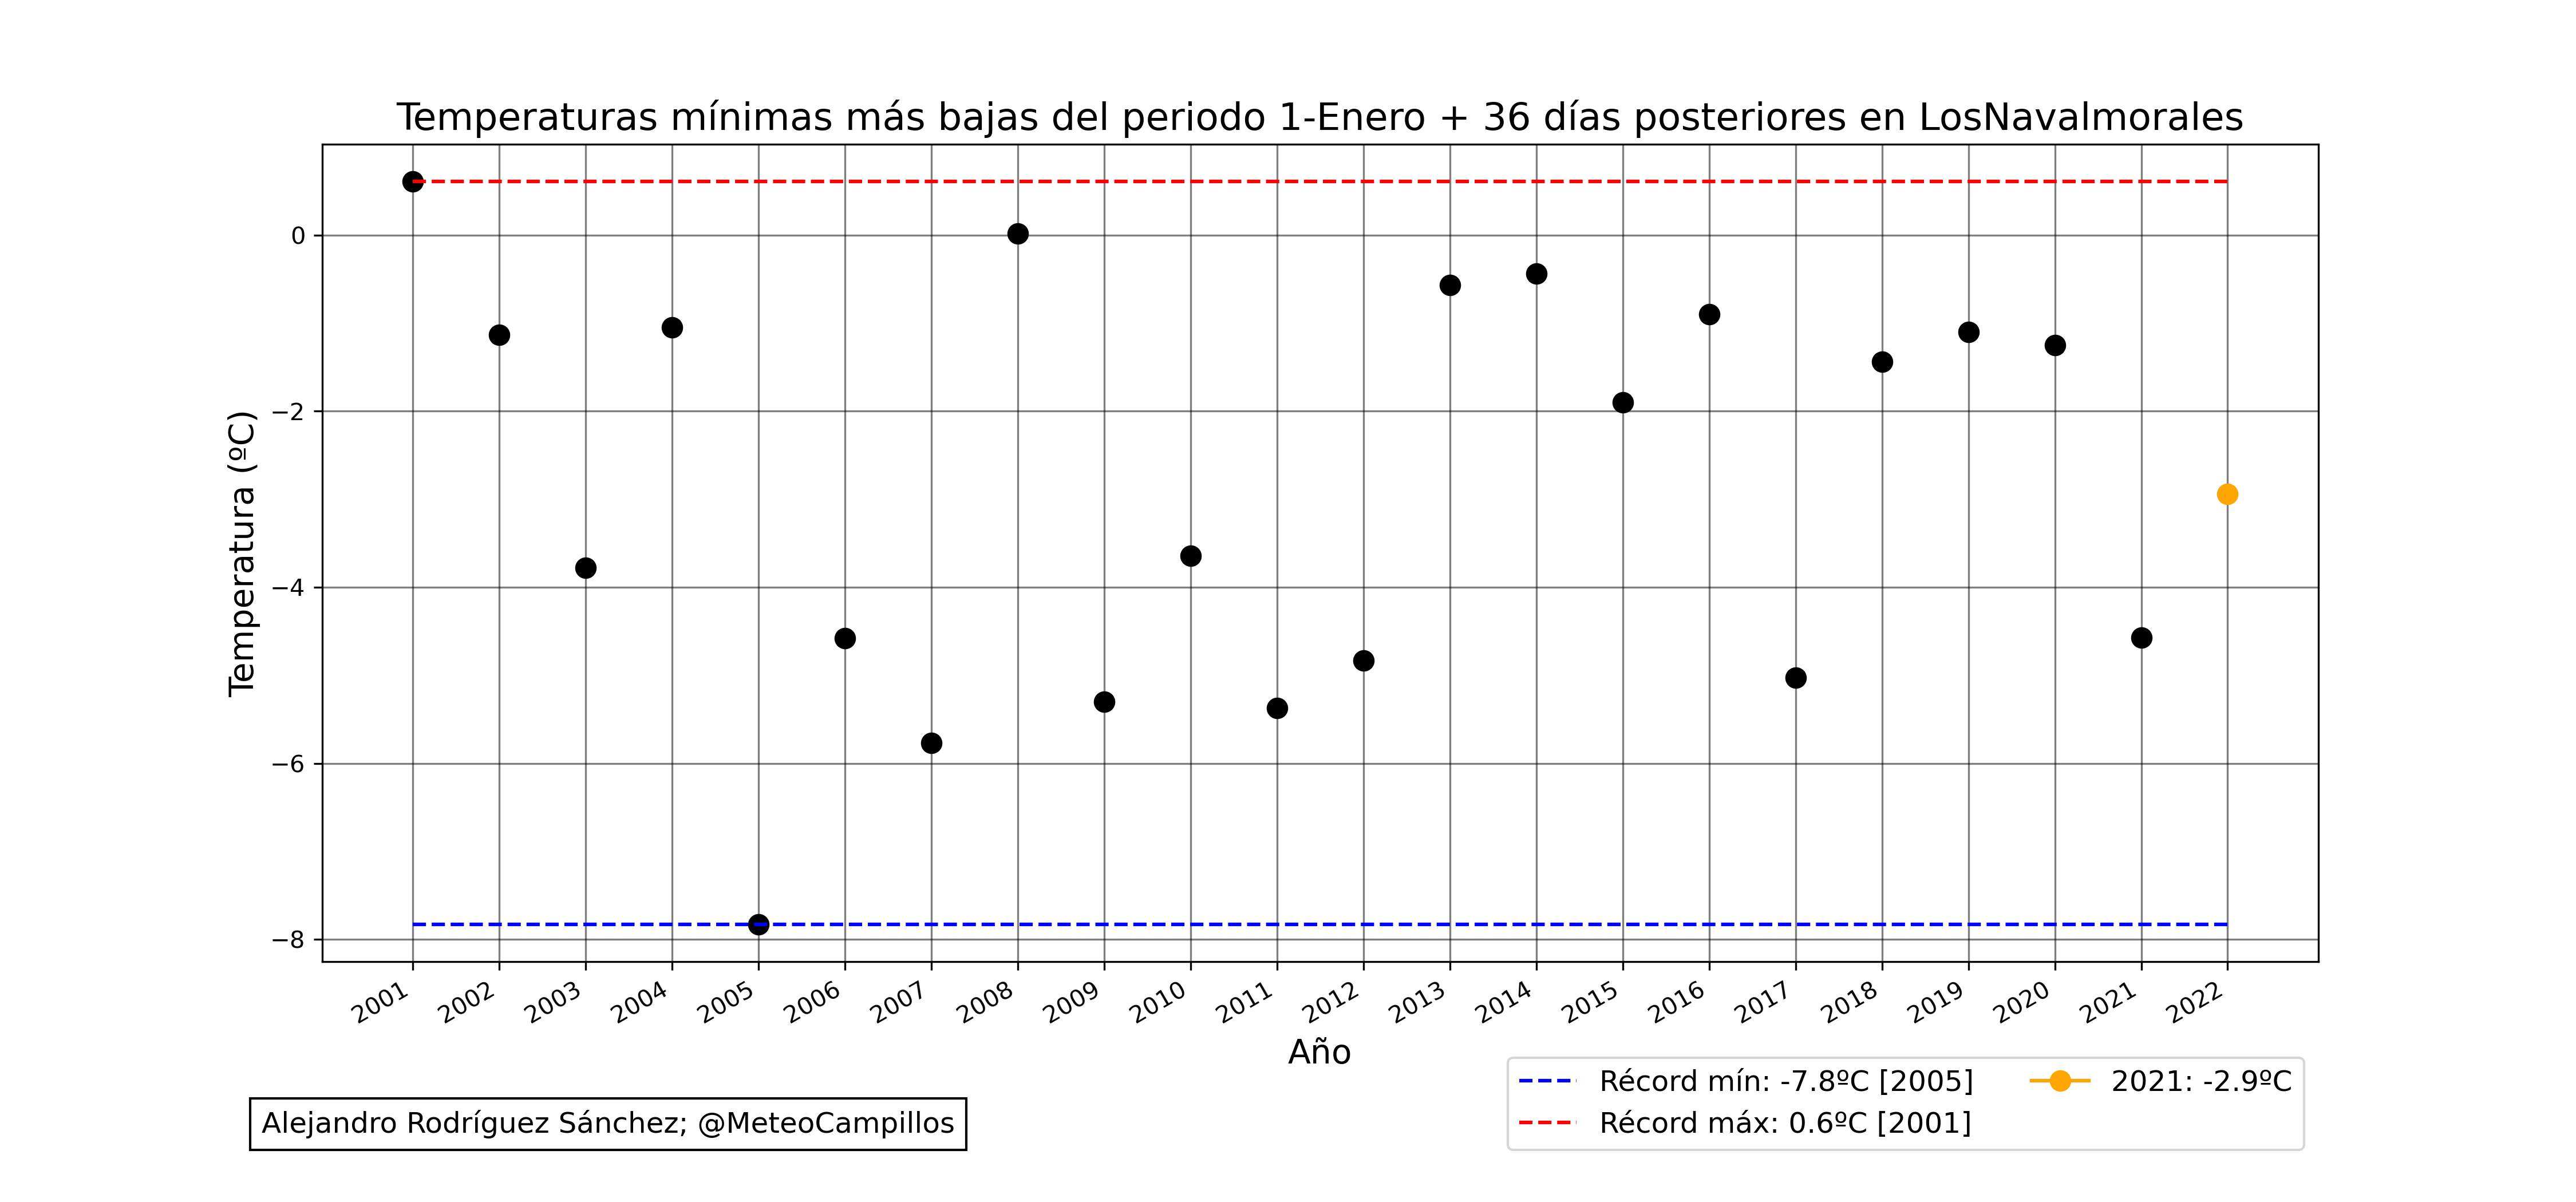 Temperaturas mínimas más bajas del periodo 1-Enero + 36 días posteriores en LosNavalmorales
Temperatura (ºC)
0
−2
−4
−6
−8
2001 2002 2003 2004 2005 2006 2007 2008 2009 2010 2011 2012 2013 2014 2015 2016 2017 2018 2019 2020 2021 2022
Año
Récord mín: -7.8ºC [2005]
Récord máx: 0.6ºC [2001]
2021: -2.9ºC
Alejandro Rodríguez Sánchez; @MeteoCampillos